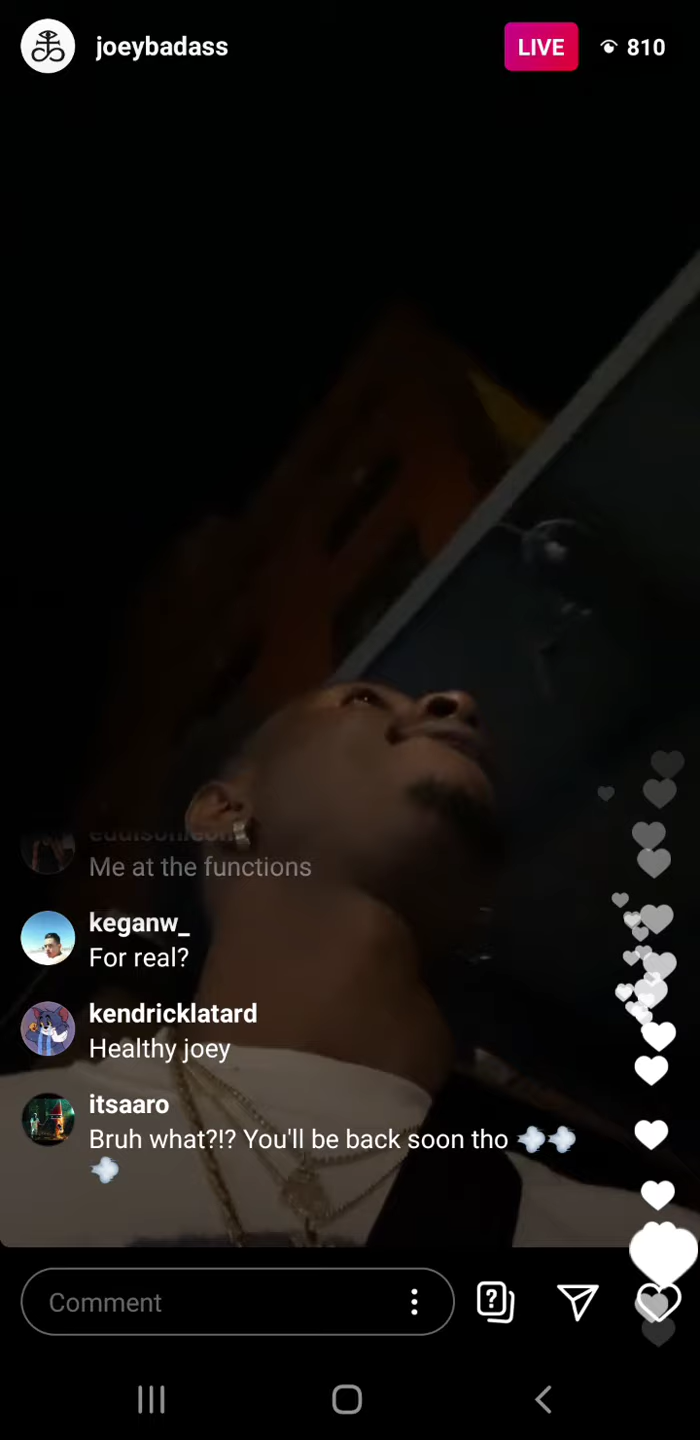 joeybadass
LIVE
810
Me at the functions
keganw_
For real?
kendricklatard
Healthy joey
itsaaro
Bruh what?!? You'll be back soon tho 💨💨
💨
Comment